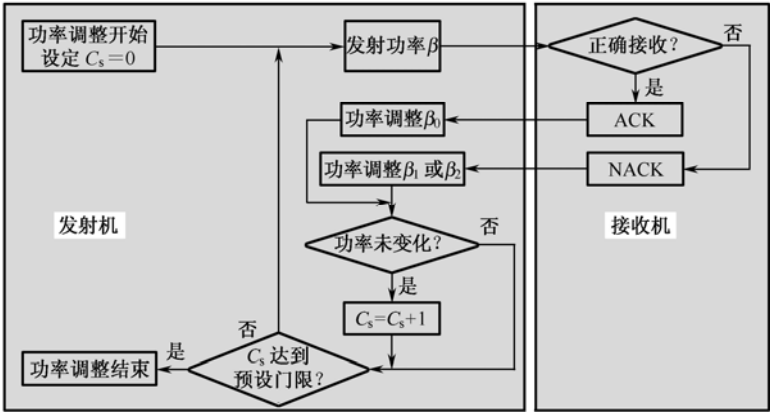 功率调整开始
设定 Cs=0
发射功率β
正确接收?
否
是
功率调整β0
ACK
功率调整β1 或β2
NACK
发射机
接收机
功率未变化?
否
是
Cs=Cs+1
否
是
Cs 达到
预设门限?
功率调整结束